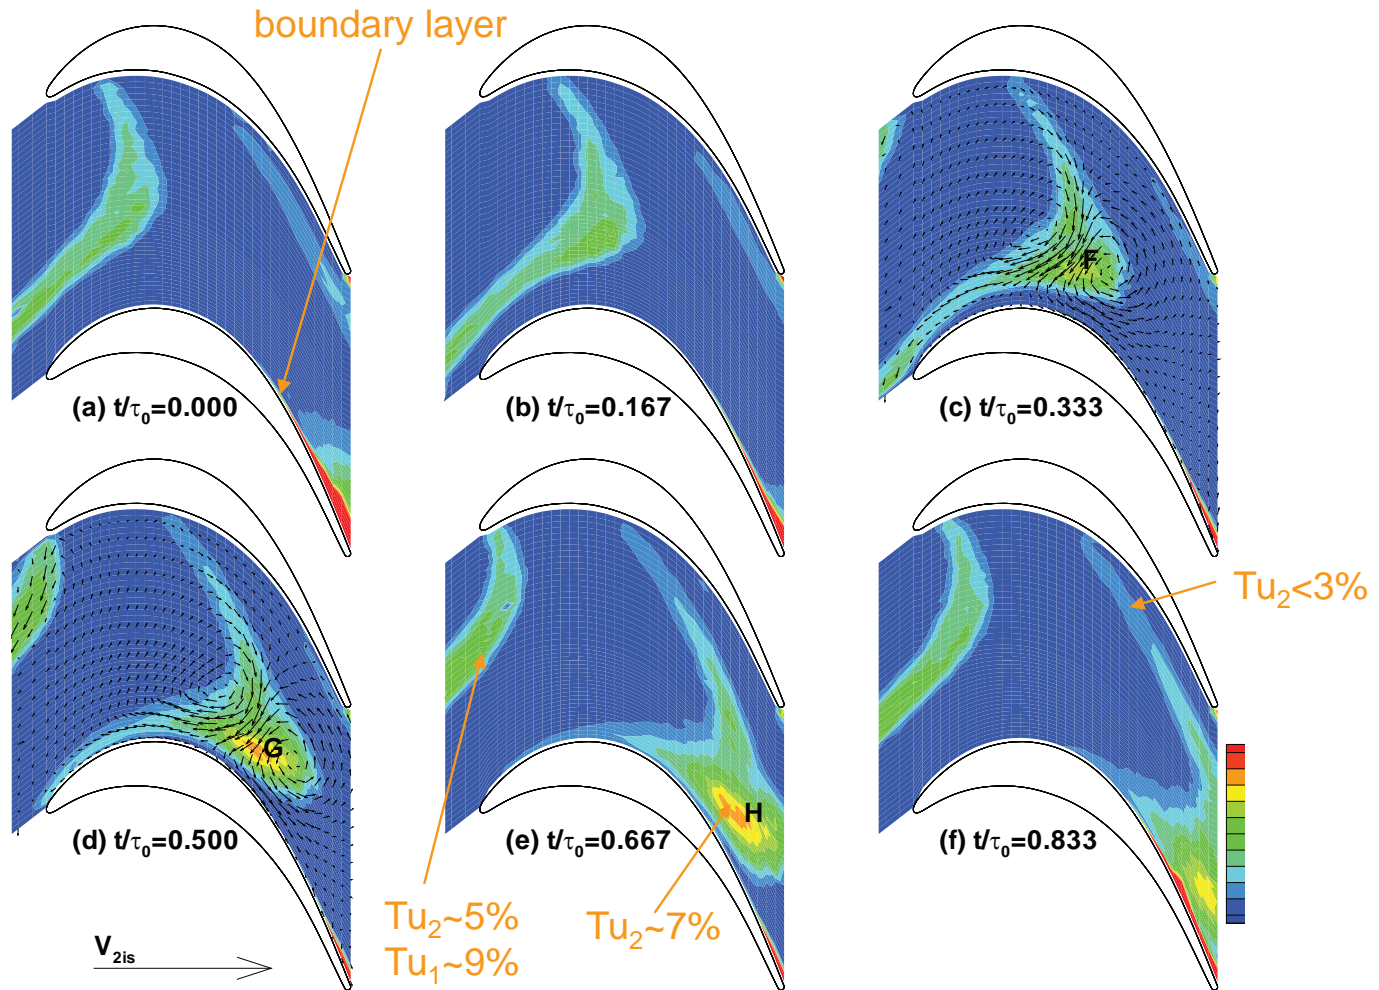 boundary layer
(a) t/τ₀=0.000
(b) t/τ₀=0.167
F
(c) t/τ₀=0.333
G
(d) t/τ₀=0.500
H
(e) t/τ₀=0.667
(f) t/τ₀=0.833
Tu₂<3%
Tu₂~5%
Tu₁~9%
Tu₂~7%
V₂ᵢₛ